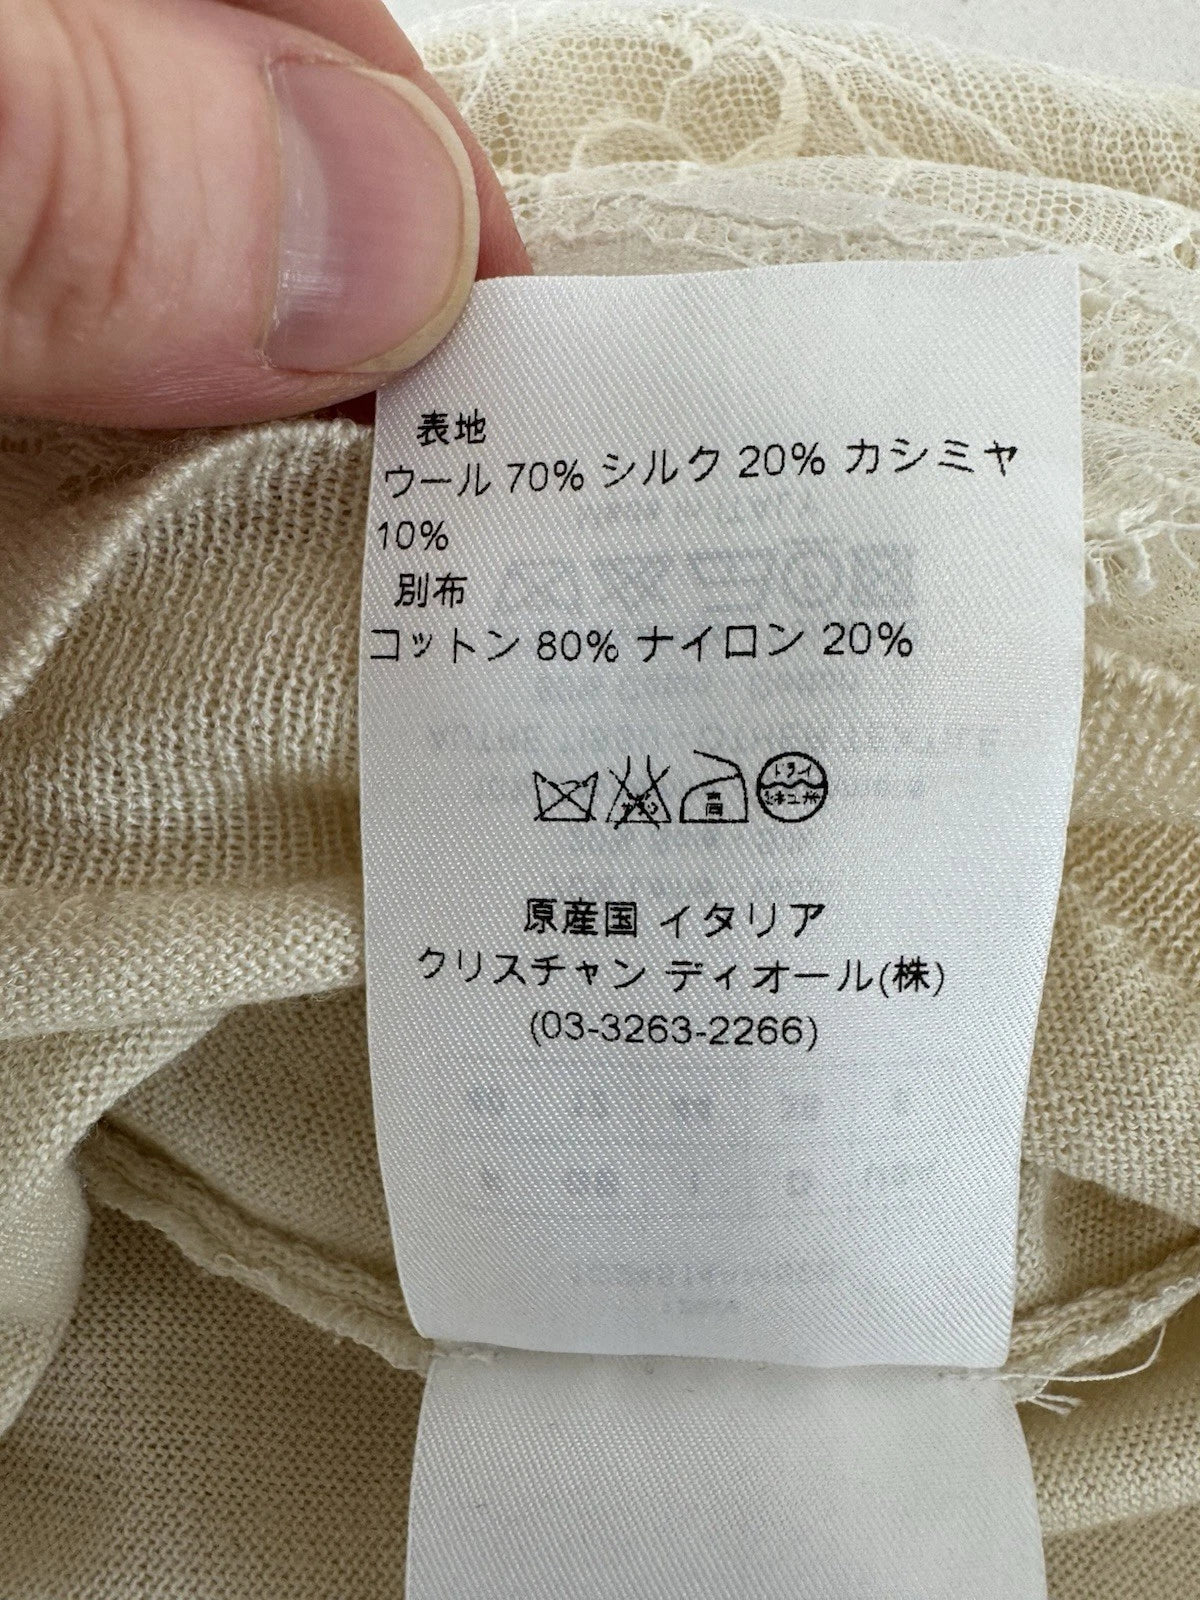 表地
ウール 70% シルク 20% カシミヤ
10%
別布
コットン 80% ナイロン 20%
ドライ
原産国 イタリア
クリスチャン ディオール(株)
(03-3263-2266)